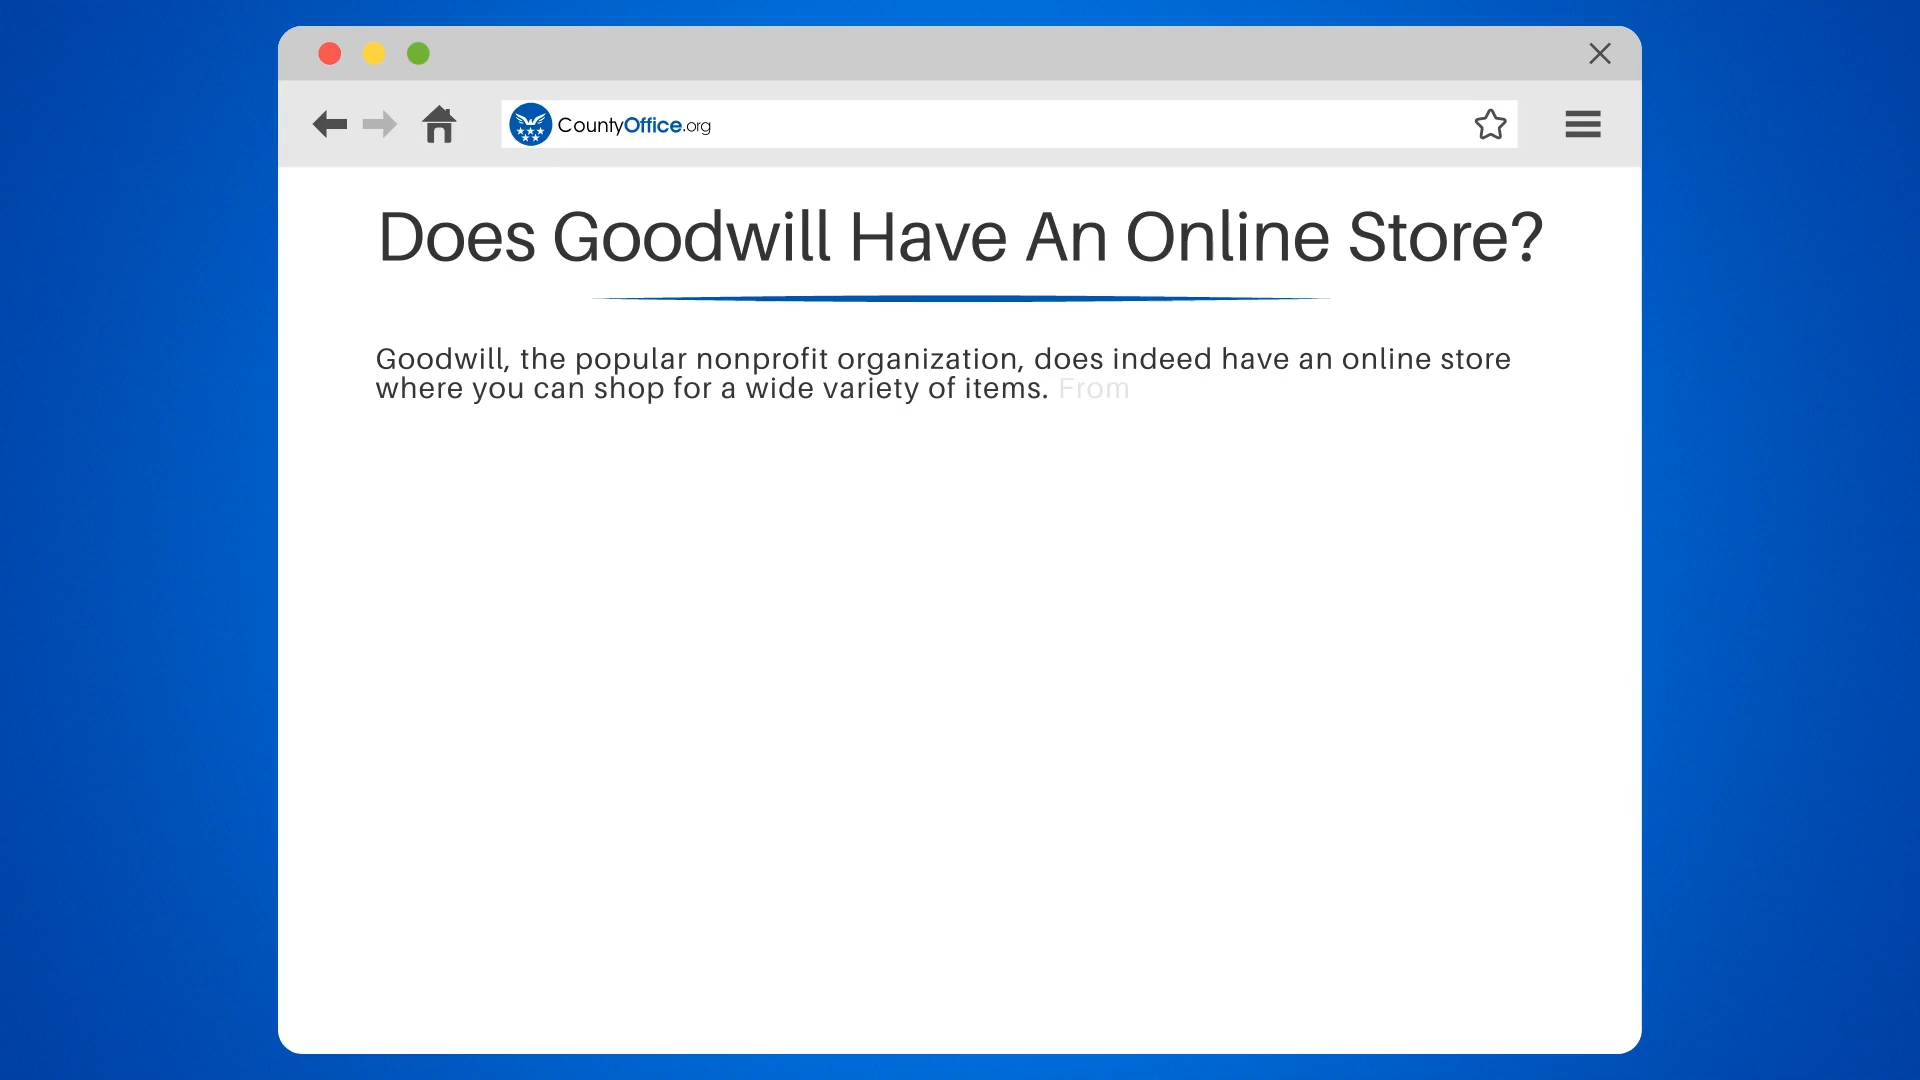 CountyOffice.org
Does Goodwill Have An Online Store?
Goodwill, the popular nonprofit organization, does indeed have an online store
where you can shop for a wide variety of items. From